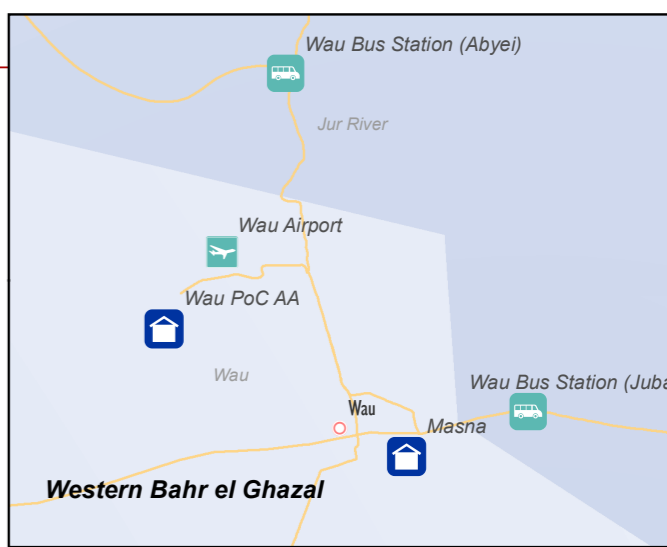 Wau Bus Station (Abyei)
Jur River
Wau Airport
Wau PoC AA
Wau
Wau Bus Station (Juba
Wau
Masna
Western Bahr el Ghazal